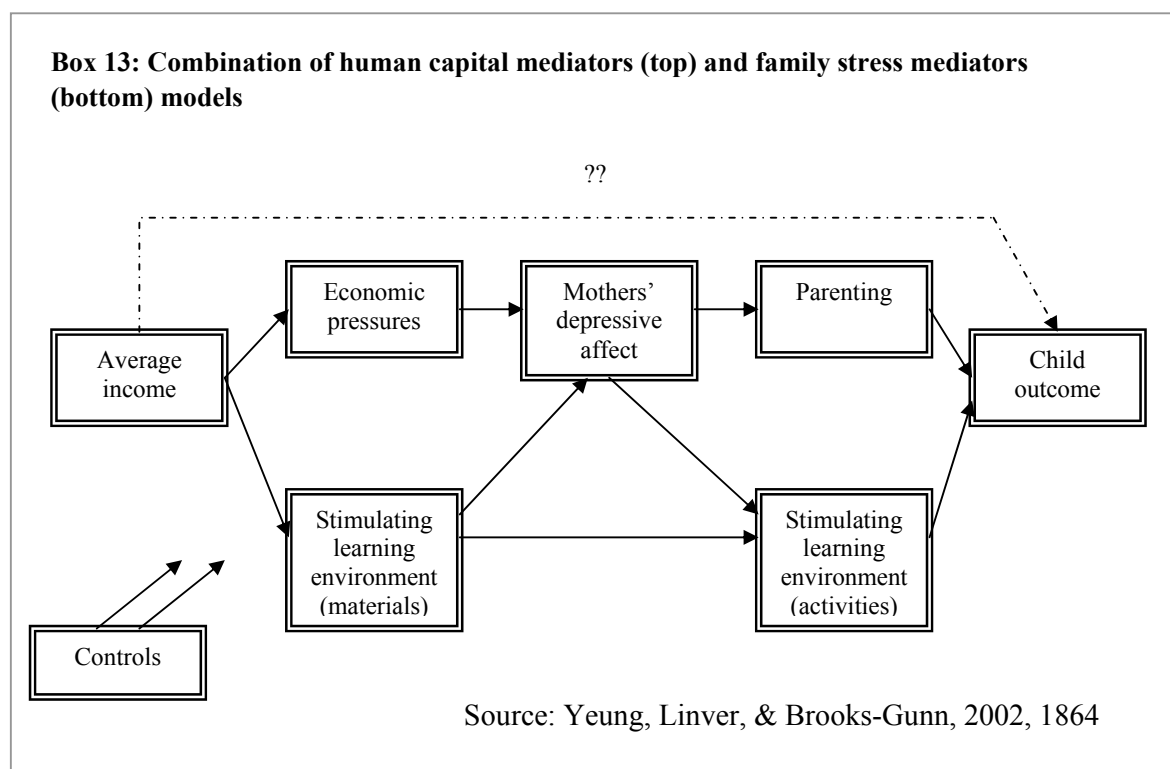 Box 13: Combination of human capital mediators (top) and family stress mediators
(bottom) models
??
Economic
pressures
Mothers’
depressive
affect
Parenting
Average
income
Child
outcome
Stimulating
learning
environment
(materials)
Stimulating
learning
environment
(activities)
Controls
Source: Yeung, Linver, & Brooks-Gunn, 2002, 1864